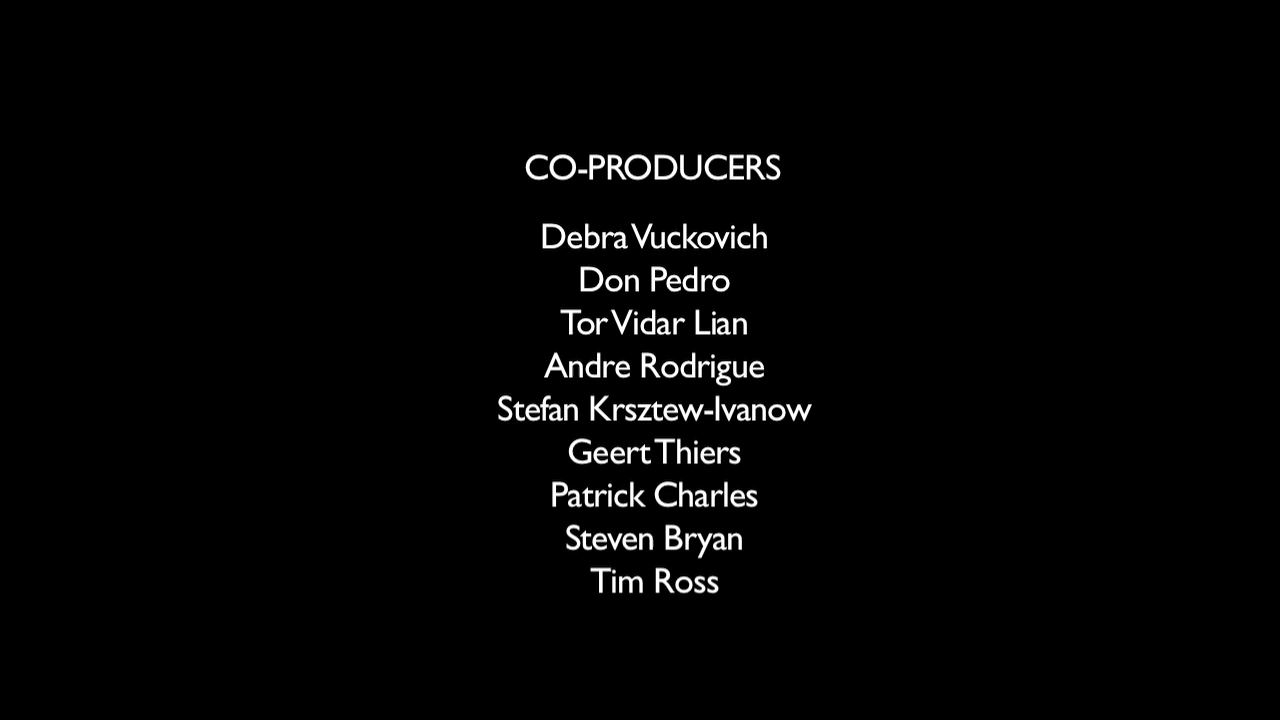 CO-PRODUCERS
Debra Vuckovich
Don Pedro
Tor Vidar Lian
Andre Rodrigue
Stefan Krsztew-Ivanow
Geert Thiers
Patrick Charles
Steven Bryan
Tim Ross